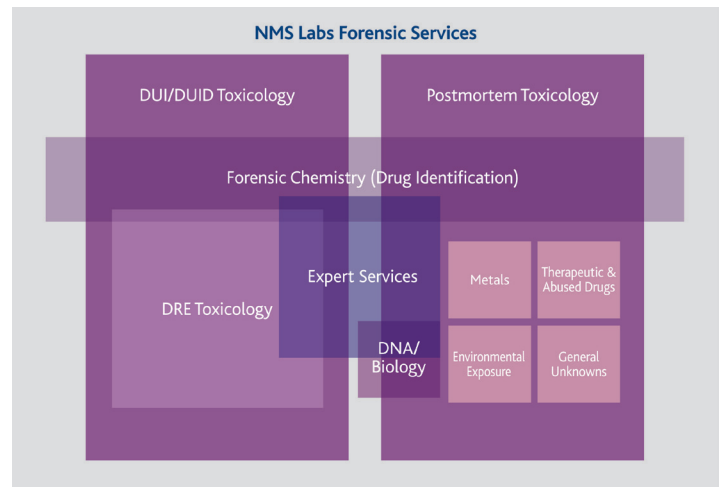 NMS Labs Forensic Services
DUI/DUID Toxicology
Postmortem Toxicology
Forensic Chemistry (Drug Identification)
Expert Services
DRE Toxicology
DNA/
Biology
Metals
Therapeutic &
Abused Drugs
Environmental
Exposure
General
Unknowns